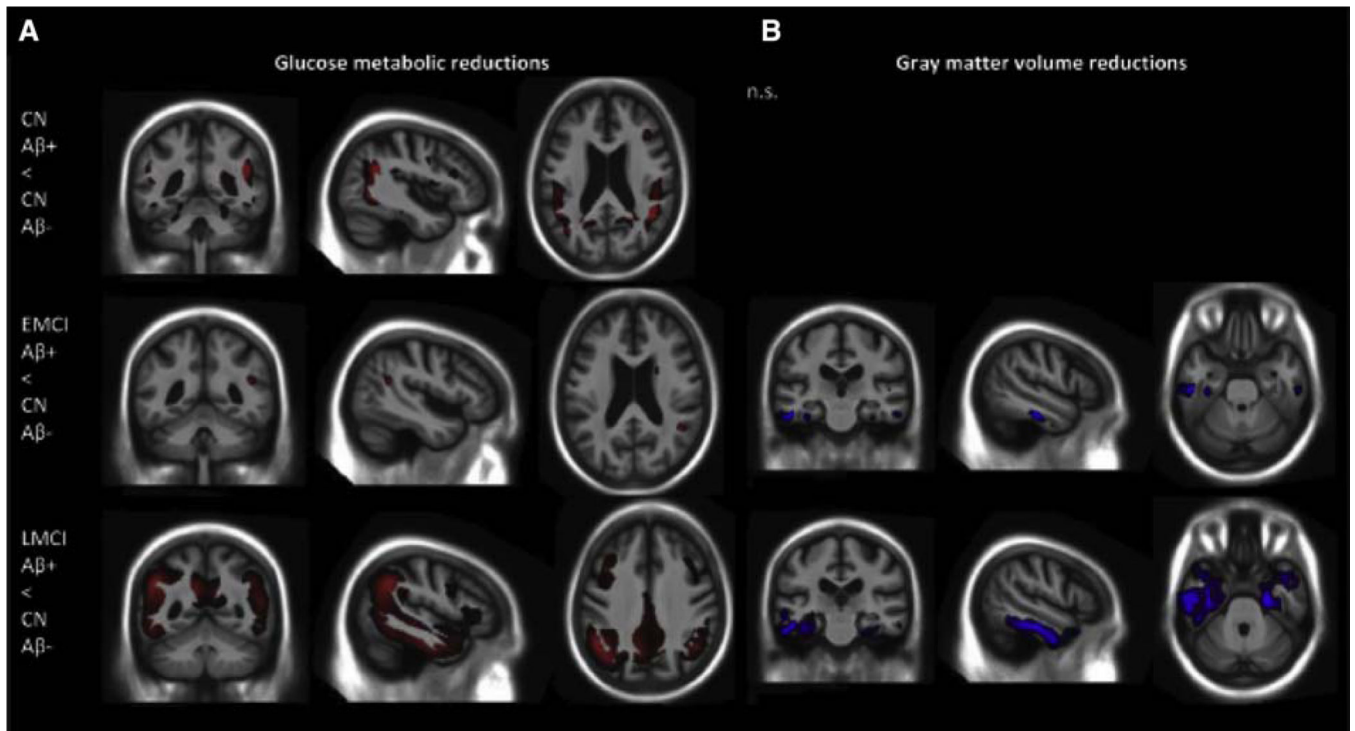 A
B
Glucose metabolic reductions
Gray matter volume reductions
n.s.
CN
Aβ+
<
CN
Aβ-
EMCI
Aβ+
<
CN
Aβ-
LMCI
Aβ+
<
CN
Aβ-